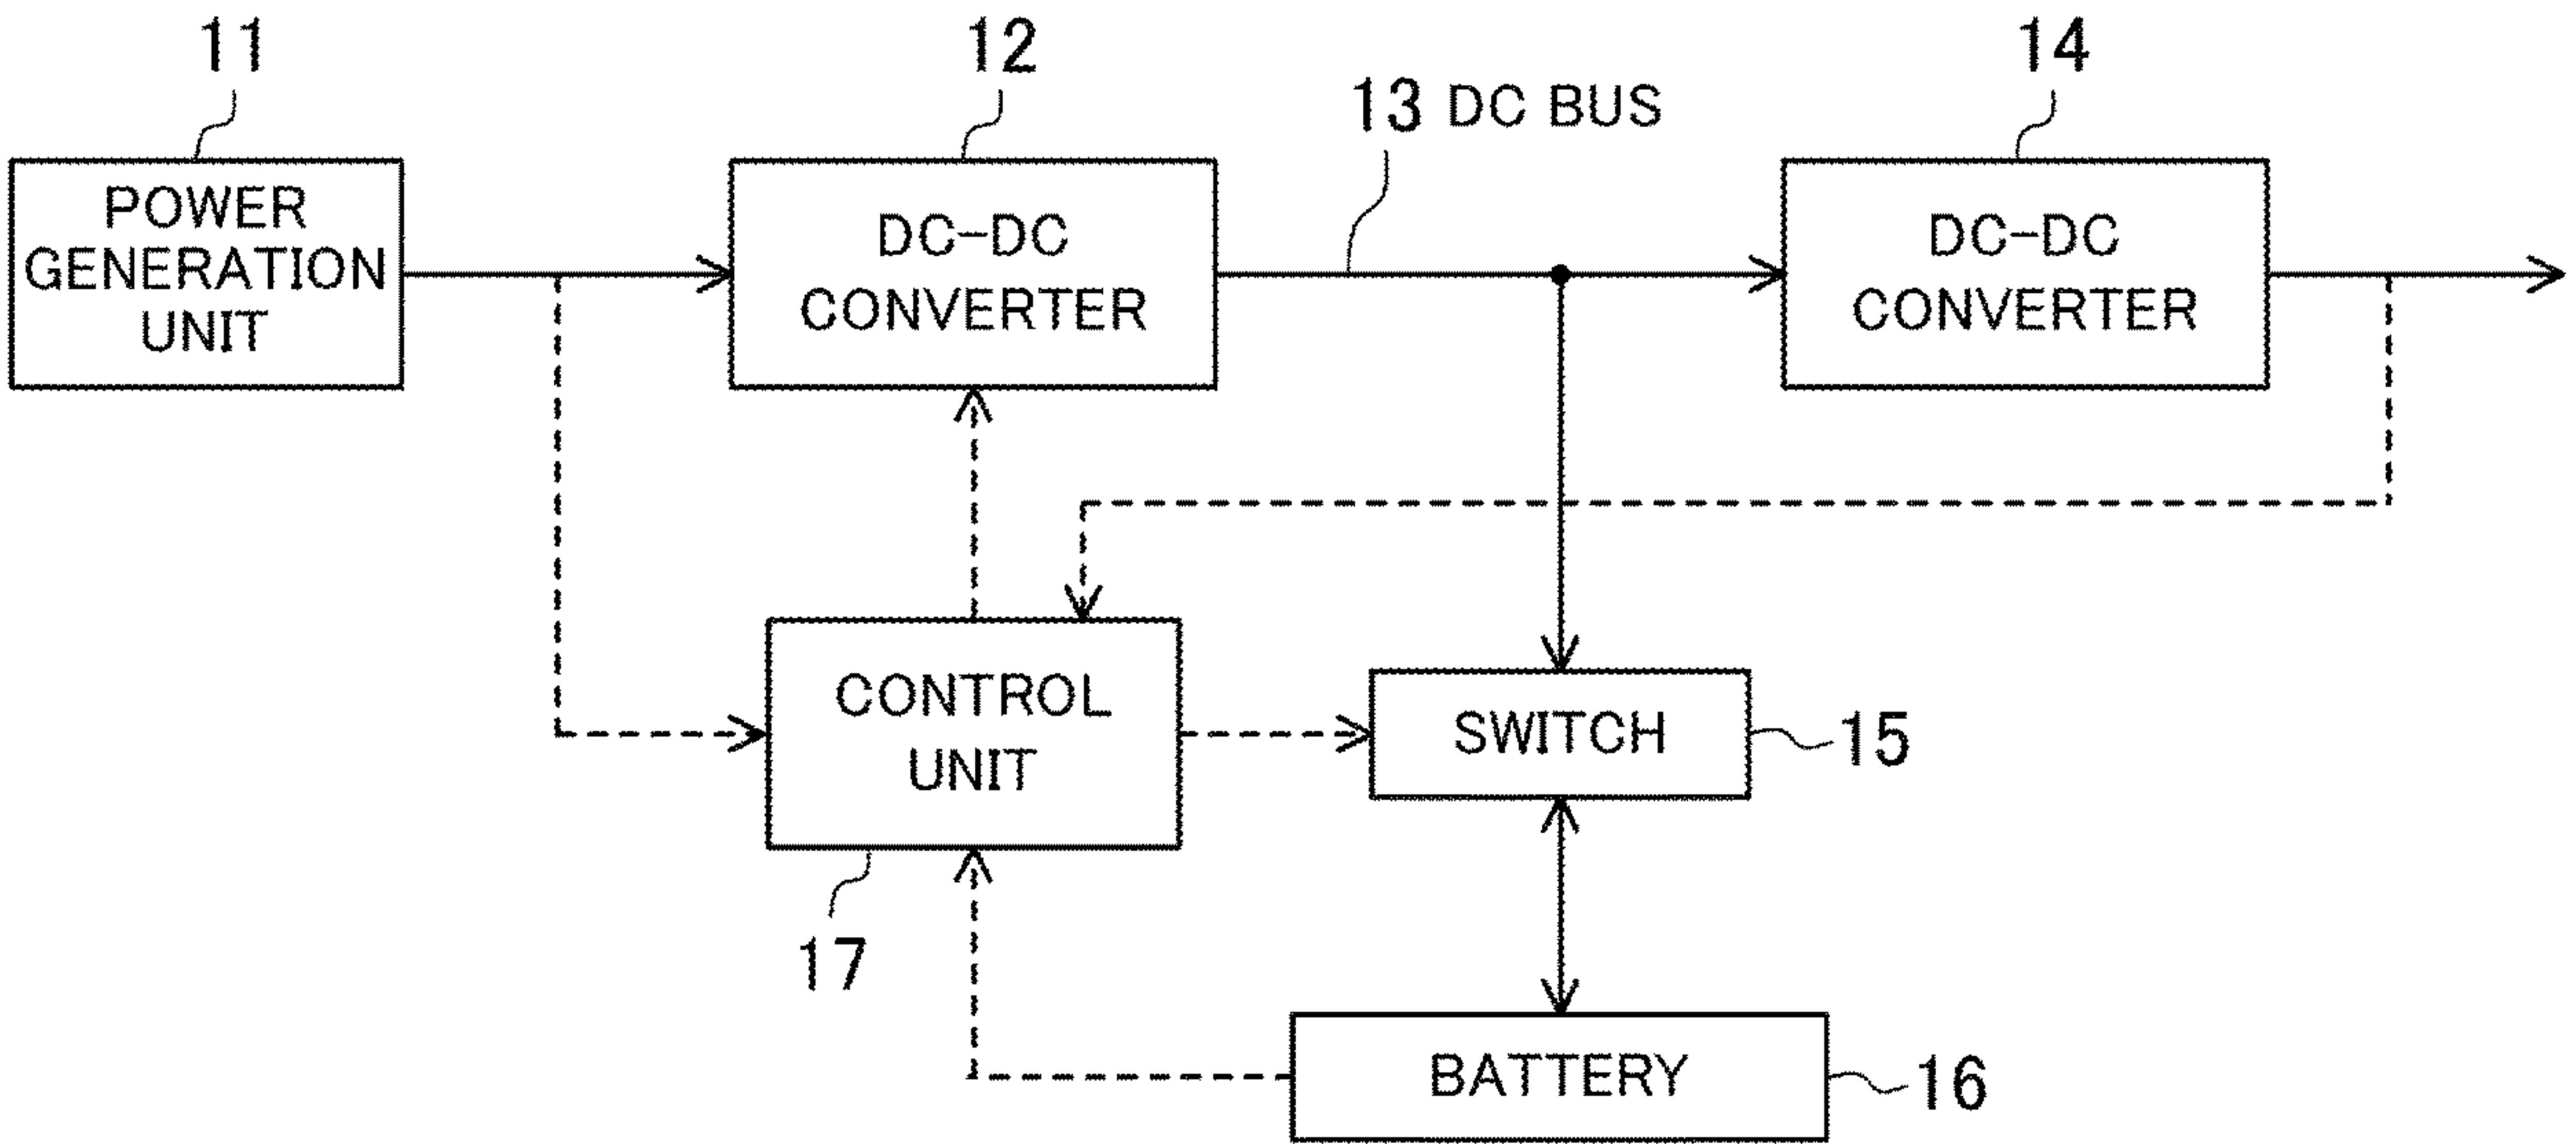 11
12
14
13 DC BUS
POWER
GENERATION
UNIT
DC-DC
CONVERTER
DC-DC
CONVERTER
CONTROL
UNIT
SWITCH
15
17
BATTERY
16